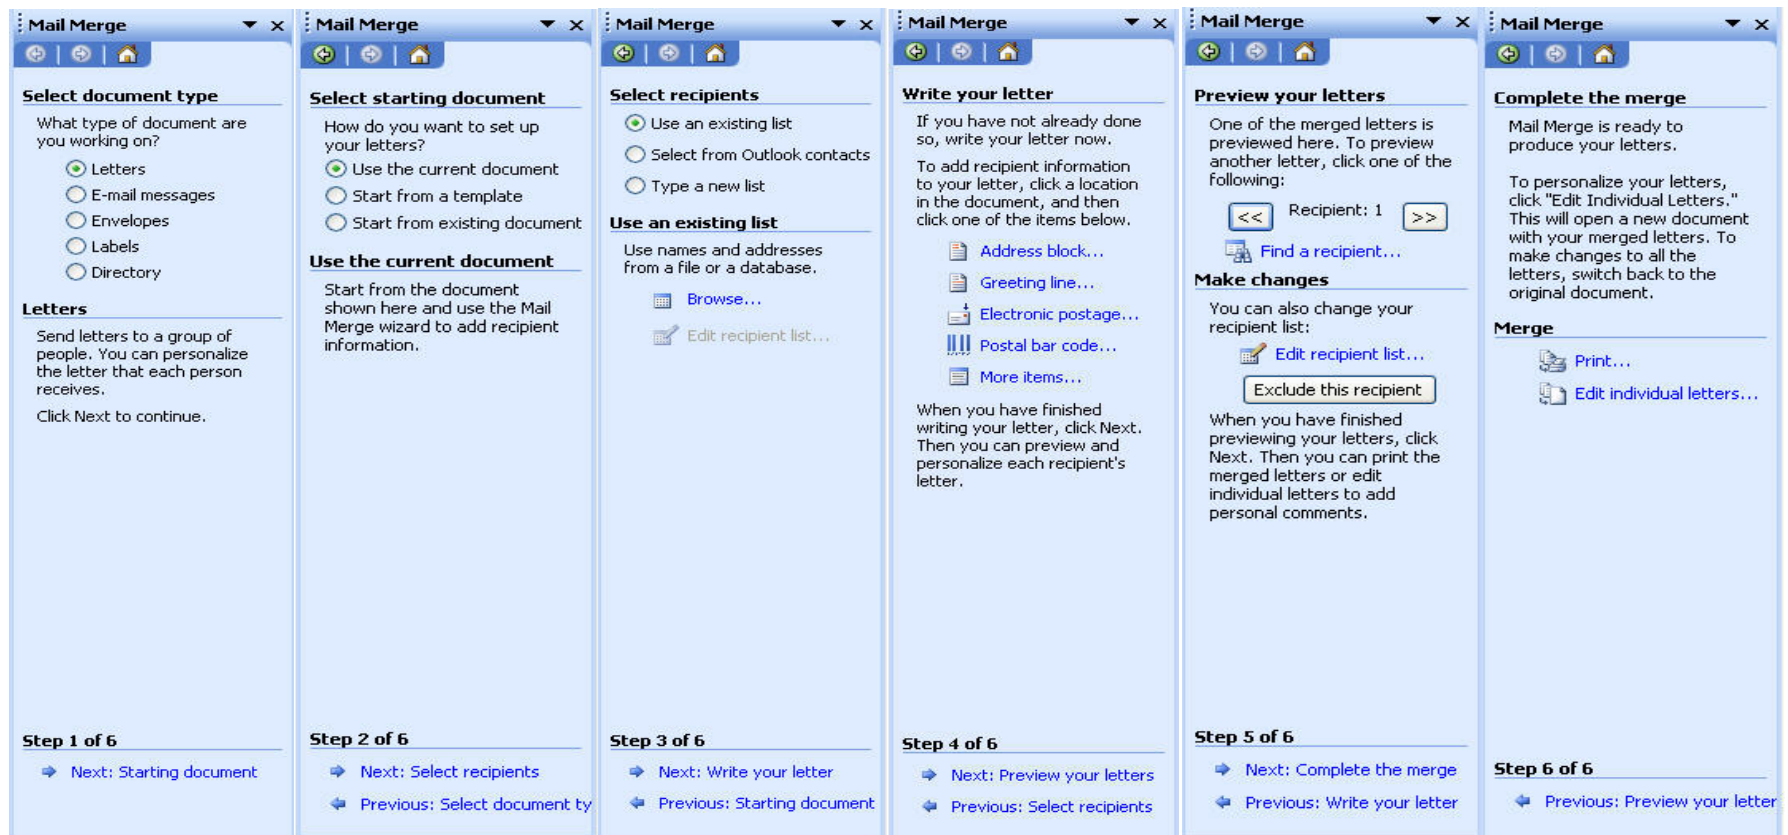 Mail Merge
Select document type
What type of document are
you working on?
Letters
E-mail messages
Envelopes
Labels
Directory
Letters
Send letters to a group of
people. You can personalize
the letter that each person
receives.
Click Next to continue.
Step 1 of 6
Next: Starting document
Mail Merge
Select starting document
How do you want to set up
your letters?
Use the current document
Start from a template
Start from existing document
Use the current document
Start from the document
shown here and use the Mail
Merge wizard to add recipient
information.
Step 2 of 6
Next: Select recipients
Previous: Select document ty
Mail Merge
Select recipients
Use an existing list
Select from Outlook contacts
Type a new list
Use an existing list
Use names and addresses
from a file or a database.
Browse...
Edit recipient list...
Step 3 of 6
Next: Write your letter
Previous: Starting document
Mail Merge
Write your letter
If you have not already done
so, write your letter now.
To add recipient information
to your letter, click a location
in the document, and then
click one of the items below.
Address block...
Greeting line...
Electronic postage...
Postal bar code...
More items...
When you have finished
writing your letter, click Next.
Then you can preview and
personalize each recipient's
letter.
Step 4 of 6
Next: Preview your letters
Previous: Select recipients
Mail Merge
Preview your letters
One of the merged letters is
previewed here. To preview
another letter, click one of the
following:
<< Recipient: 1 >>
Find a recipient...
Make changes
You can also change your
recipient list:
Edit recipient list...
Exclude this recipient
When you have finished
previewing your letters, click
Next. Then you can print the
merged letters or edit
individual letters to add
personal comments.
Step 5 of 6
Next: Complete the merge
Previous: Write your letter
Mail Merge
Complete the merge
Mail Merge is ready to
produce your letters.
To personalize your letters,
click "Edit Individual Letters."
This will open a new document
with your merged letters. To
make changes to all the
letters, switch back to the
original document.
Merge
Print...
Edit individual letters...
Step 6 of 6
Previous: Preview your letter